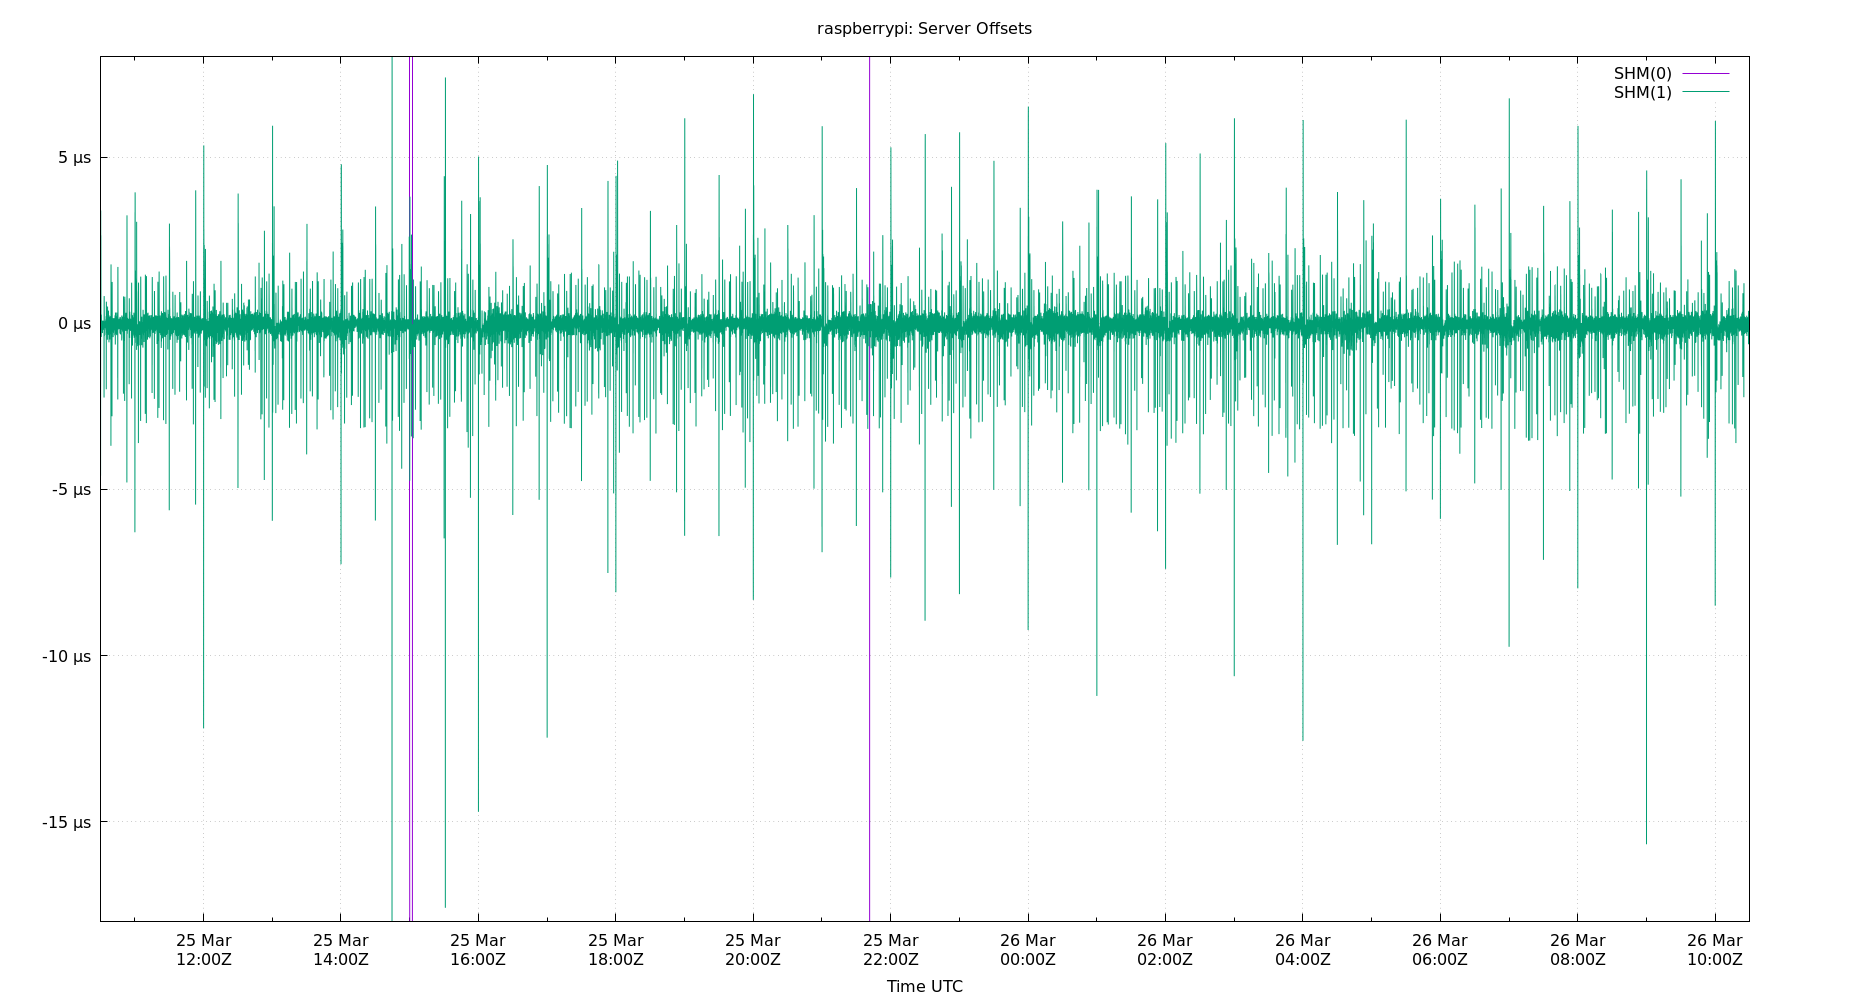 raspberrypi: Server Offsets
SHM(0)
SHM(1)
5 µs
0 µs
-5 µs
-10 µs
-15 µs
25 Mar 25 Mar 25 Mar 25 Mar 25 Mar 25 Mar 26 Mar 26 Mar 26 Mar 26 Mar 26 Mar 26 Mar
12:00Z 14:00Z 16:00Z 18:00Z 20:00Z 22:00Z 00:00Z 02:00Z 04:00Z 06:00Z 08:00Z 10:00Z
Time UTC